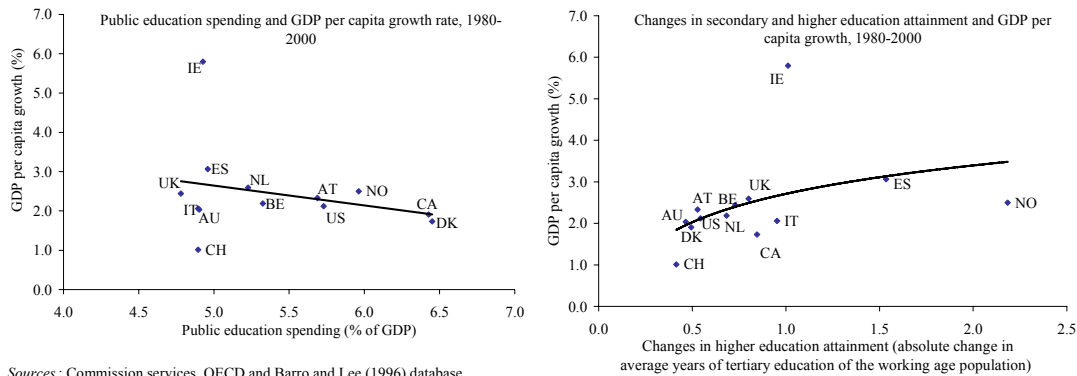 Public education spending and GDP per capita growth rate, 1980-
2000
GDP per capita growth (%)
6.0
5.0
4.0
3.0
2.0
1.0
0.0
IE
ES
UK
NL
IT
AU
BE
AT
NO
US
CA
DK
CH
4.0 4.5 5.0 5.5 6.0 6.5 7.0
Public education spending (% of GDP)
Changes in secondary and higher education attainment and GDP per
capita growth, 1980-2000
GDP per capita growth (%)
7.0
6.0
5.0
4.0
3.0
2.0
1.0
0.0
IE
UK
ES
AT
BE
AU
US
NL
IT
NO
DK
CA
CH
0.0 0.5 1.0 1.5 2.0 2.5
Changes in higher education attainment (absolute change in
average years of tertiary education of the working age population)
Sources: Commission services, OECD and Barro and Lee (1996) database